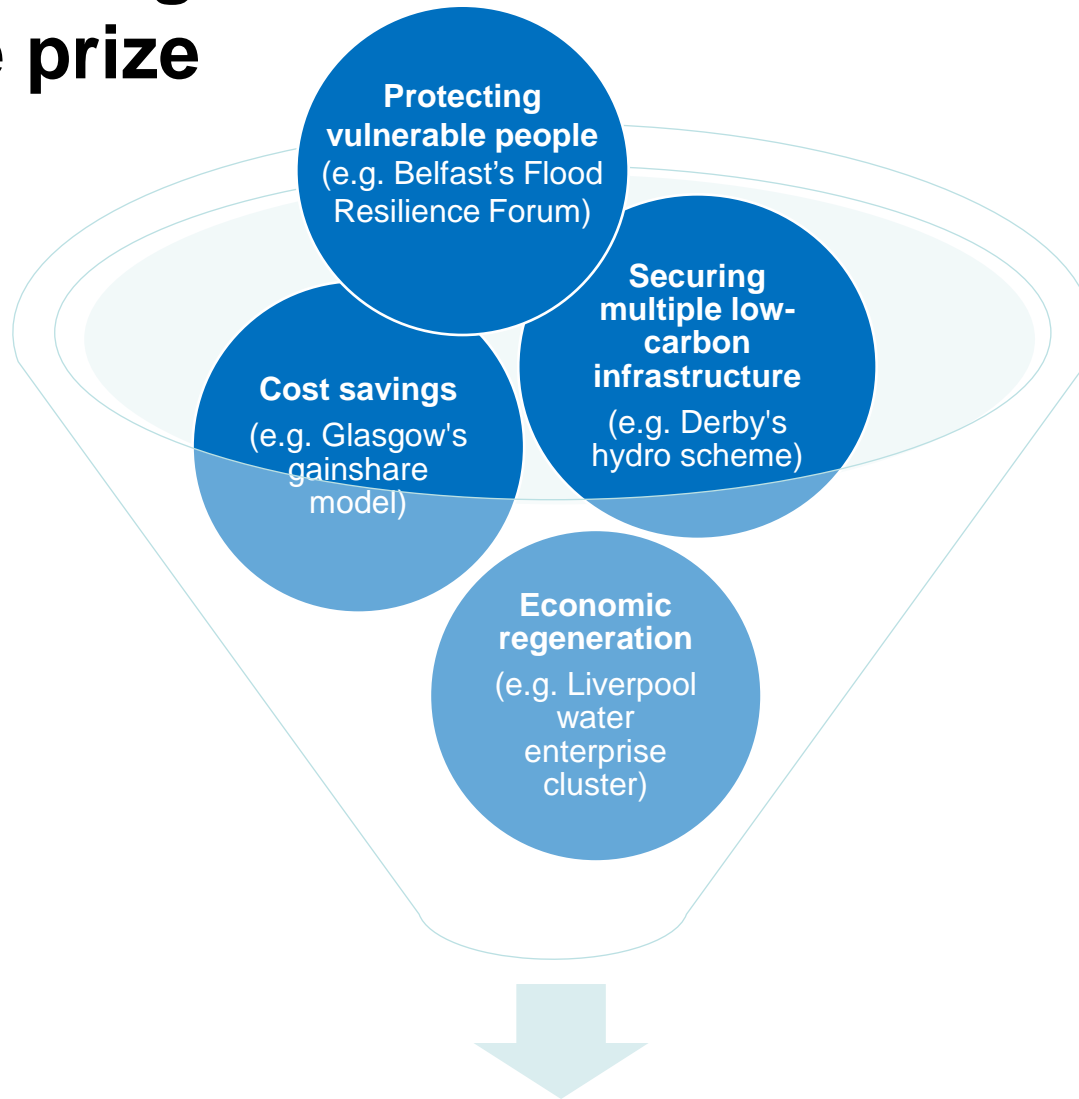 prize
Protecting
vulnerable people
(e.g. Belfast’s Flood
Resilience Forum)
Securing
multiple low-
carbon
infrastructure
(e.g. Derby's
hydro scheme)
Cost savings
(e.g. Glasgow's
gainshare
model)
Economic
regeneration
(e.g. Liverpool
water
enterprise
cluster)